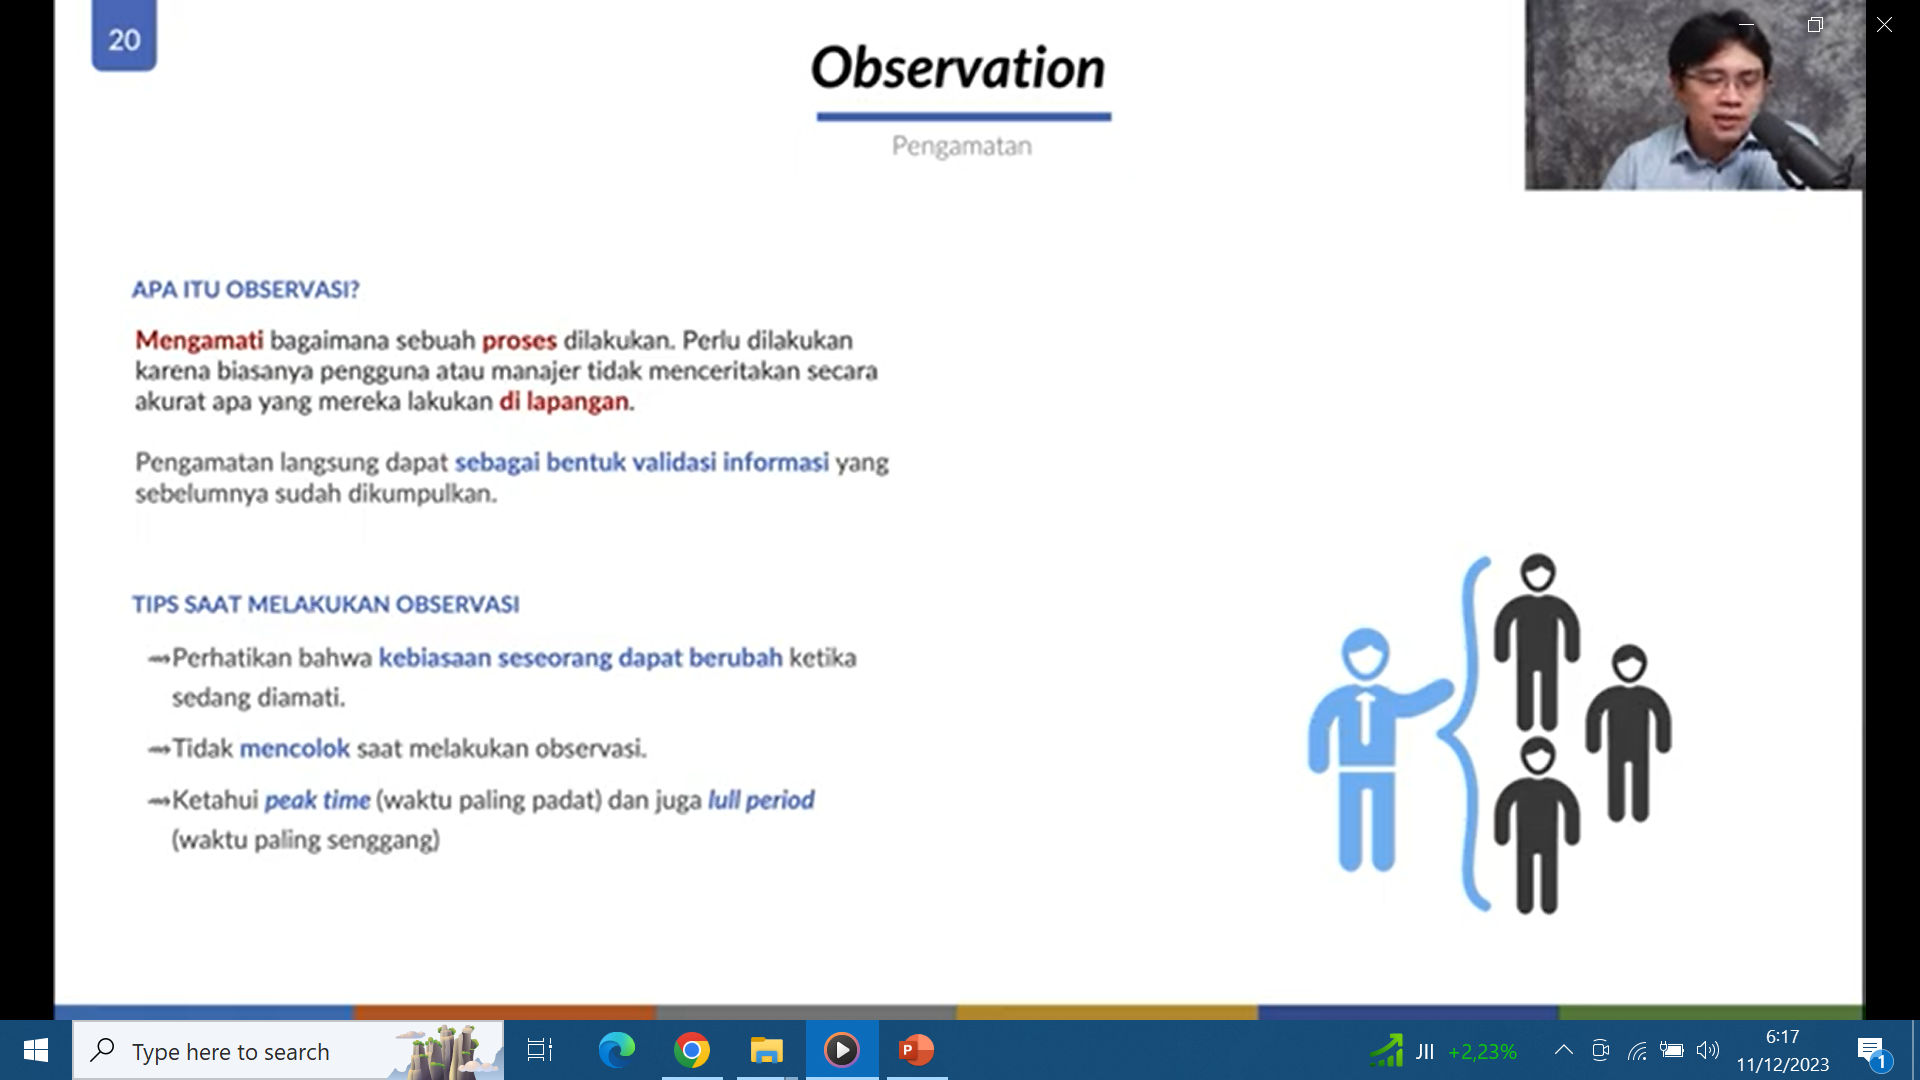 20
Observation
Pengamatan
APA ITU OBSERVASI?
Mengamati bagaimana sebuah proses dilakukan. Perlu dilakukan
karena biasanya pengguna atau manajer tidak menceritakan secara
akurat apa yang mereka lakukan di lapangan.
Pengamatan langsung dapat sebagai bentuk validasi informasi yang
sebelumnya sudah dikumpulkan.
TIPS SAAT MELAKUKAN OBSERVASI
⇝Perhatikan bahwa kebiasaan seseorang dapat berubah ketika
sedang diamati.
⇝Tidak mencolok saat melakukan observasi.
⇝Ketahui peak time (waktu paling padat) dan juga lull period
(waktu paling senggang)
Type here to search
P
JII +2,23%
6:17
11/12/2023
1